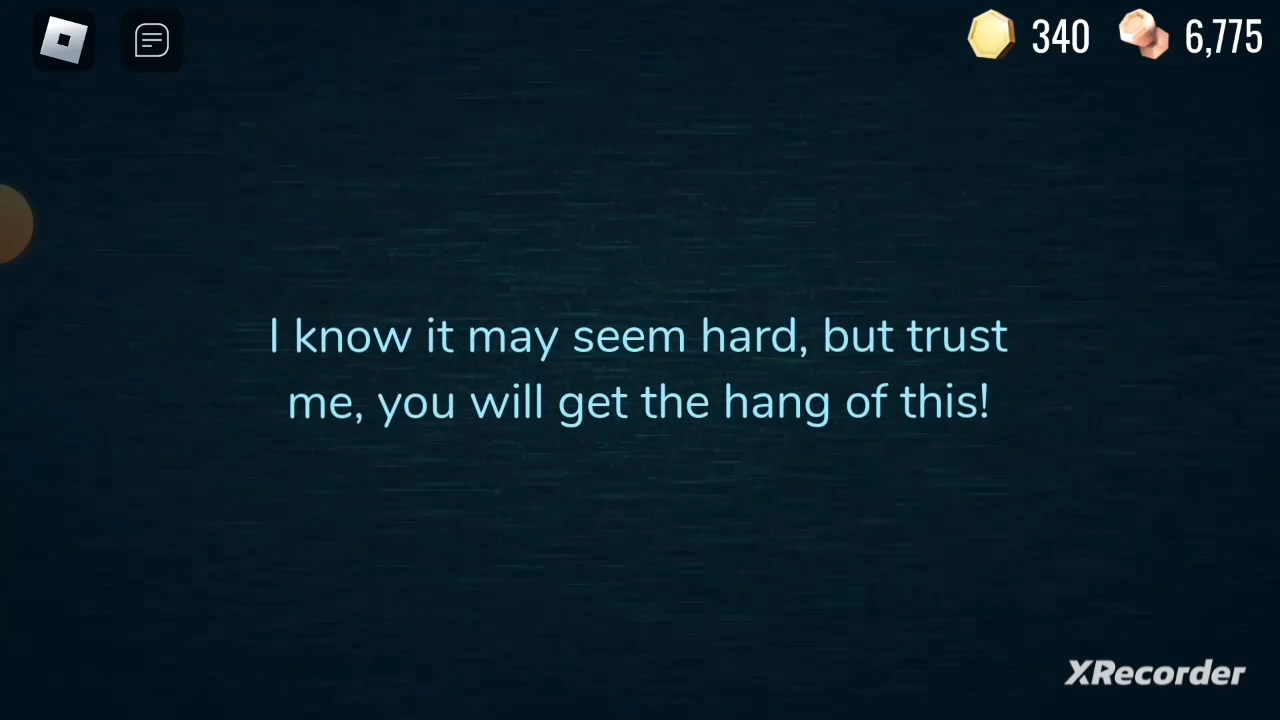 340 6,775
I know it may seem hard, but trust
me, you will get the hang of this!
XRecorder